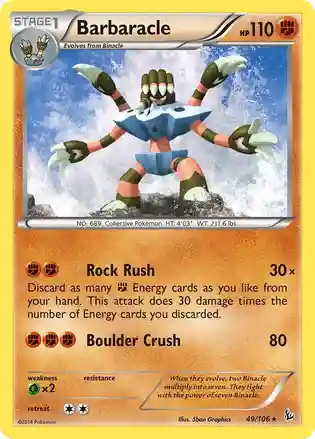 STAGE1
Barbaracle
HP 110
Evolves from Binacle
NO. 689 Collective Pokémon HT: 4'03" WT: 211.6 lbs.
Rock Rush 30×
Discard as many Energy cards as you like from
your hand. This attack does 30 damage times the
number of Energy cards you discarded.
Boulder Crush 80
weakness
×2
resistance
retreat
When they evolve, two Binacle
multiply into seven. They fight
with the power of seven Binacle.
©2014 Pokémon
Illus. 5ban Graphics
49/106 ★